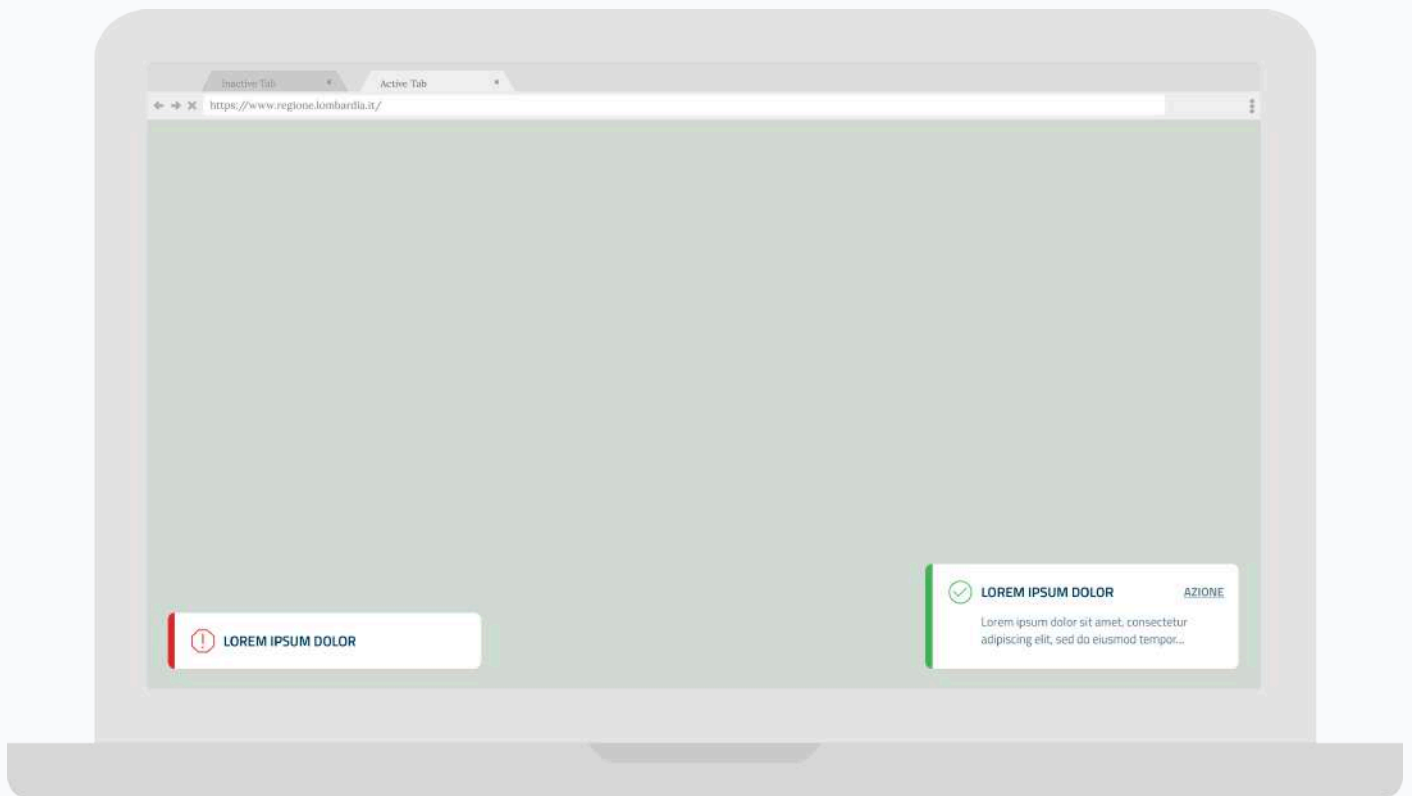 Inactive Tab
Active Tab
https://www.regione.lombardia.it/
LOREM IPSUM DOLOR
LOREM IPSUM DOLOR
AZIONE
Lorem ipsum dolor sit amet, consectetur
adipiscing elit, sed do eiusmod tempor...